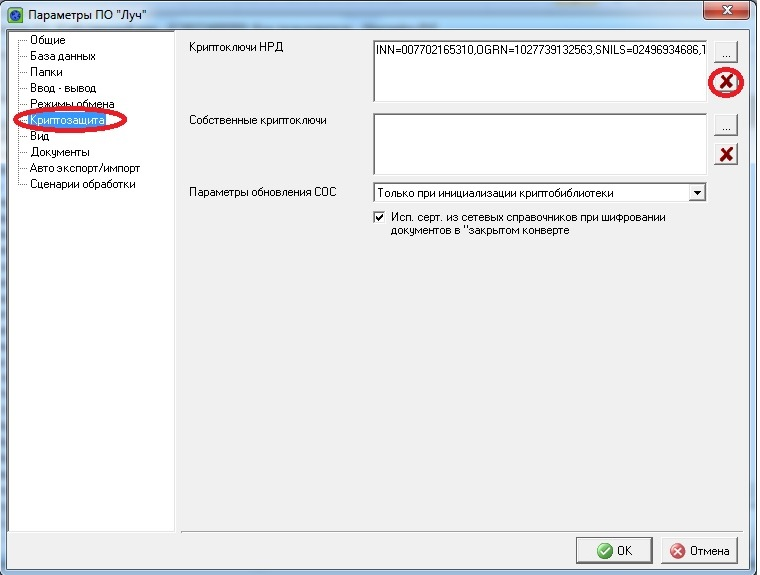 Параметры ПО "Луч"
Общие
База данных
Папки
Ввод - вывод
Режимы обмена
Криптозащита
Вид
Документы
Авто экспорт/импорт
Сценарии обработки
Криптоключи НРД
INN=007702165310,OGRN=1027739132563,SNILS=02496934686,T
...
Собственные криптоключи
...
Параметры обновления СОС
Только при инициализации криптобиблиотеки
Исп. серт. из сетевых справочников при шифровании
документов в "закрытом конверте
OK
Отмена